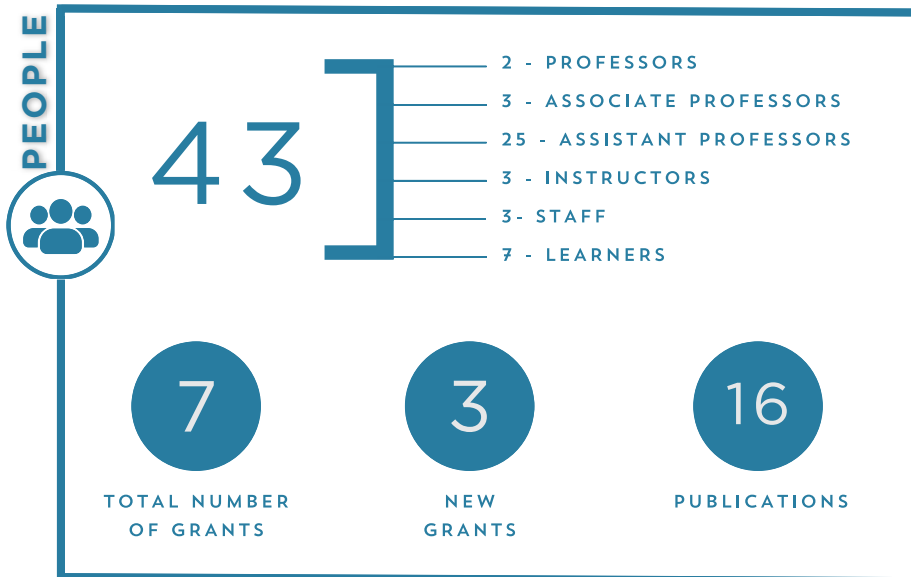 PEOPLE
43
2 - PROFESSORS
3 - ASSOCIATE PROFESSORS
25 - ASSISTANT PROFESSORS
3 - INSTRUCTORS
3- STAFF
7 - LEARNERS
7
TOTAL NUMBER
OF GRANTS
3
NEW
GRANTS
16
PUBLICATIONS